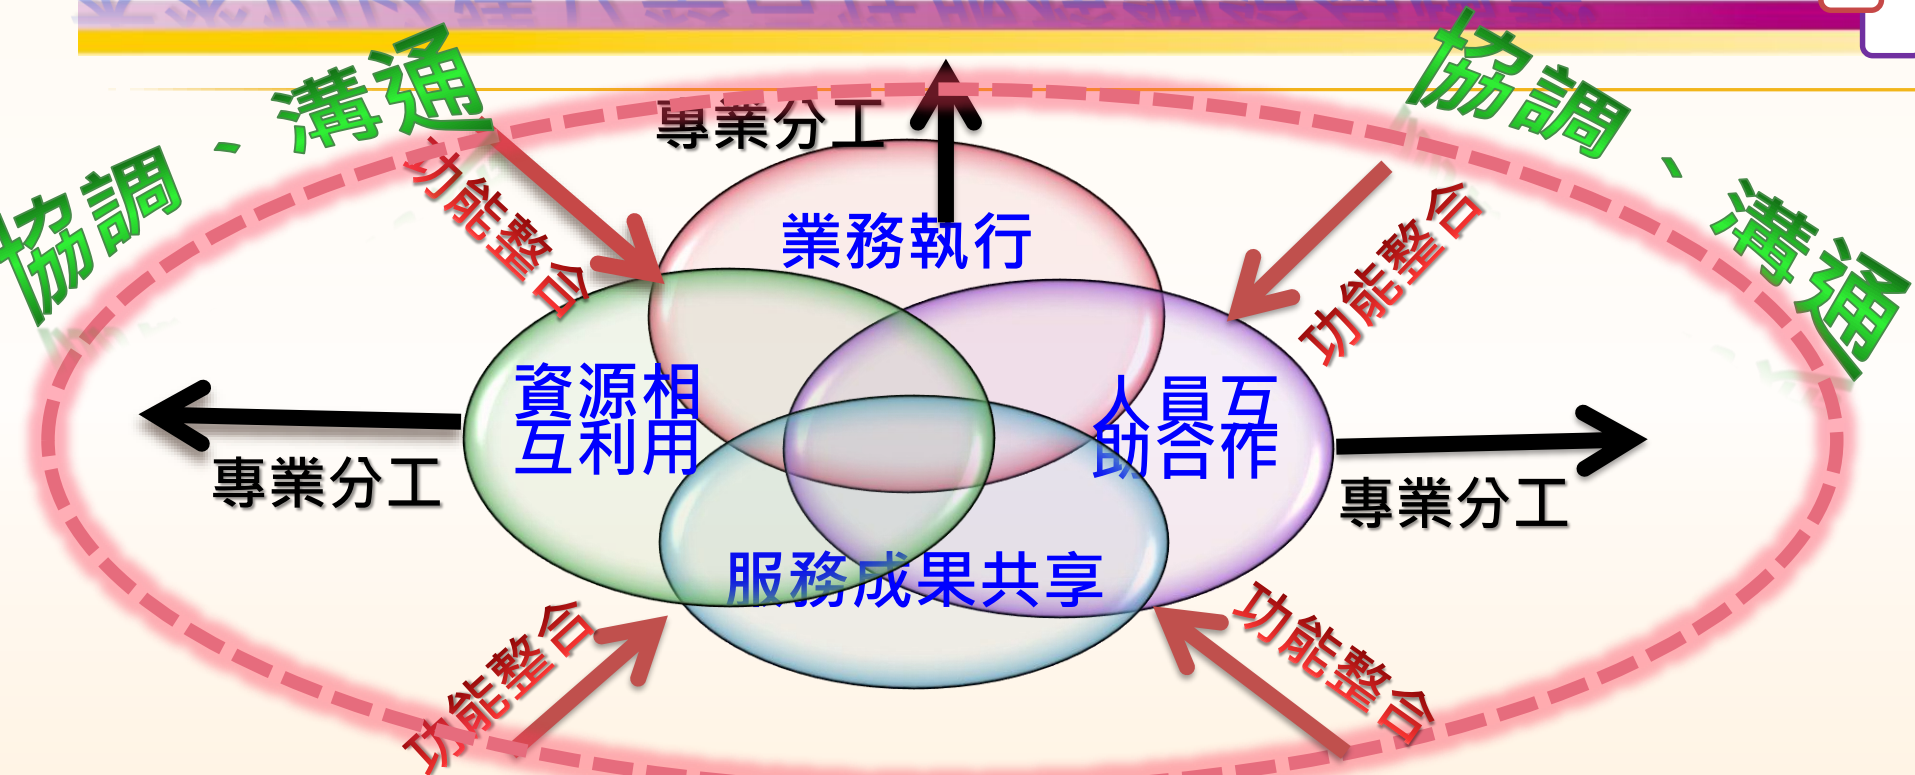 協調、溝通
協調、溝通
專業分工
功能整合
功能整合
業務執行
資源相
互利用
人員互
助合作
專業分工
專業分工
服務成果共享
功能整合
功能整合